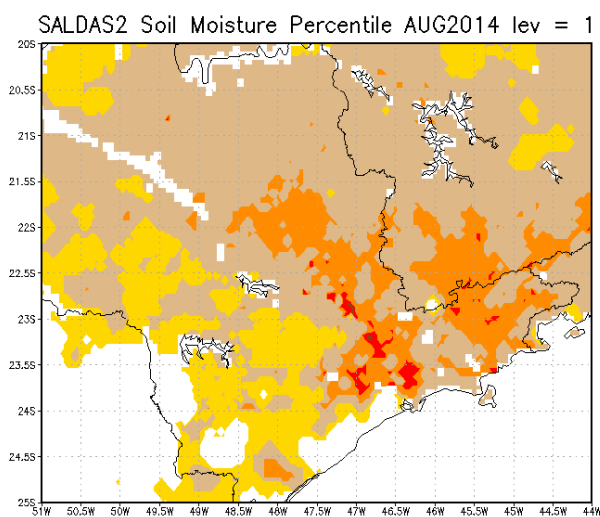 SALDAS2 Soil Moisture Percentile AUG2014 lev = 1
20S
20.5S
21S
21.5S
22S
22.5S
23S
23.5S
24S
24.5S
25S
51W 50.5W 50W 49.5W 49W 48.5W 48W 47.5W 47W 46.5W 46W 45.5W 45W 44.5W 44W